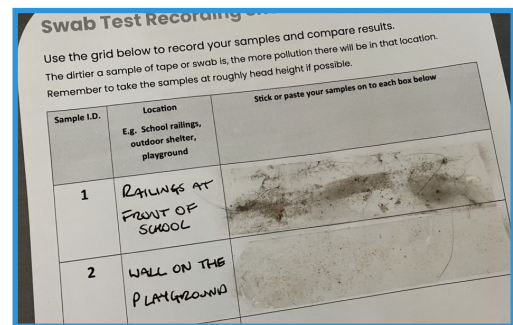 Swab Test Recording
Use the grid below to record your samples and compare results.
The dirtier a sample of tape or swab is, the more pollution there will be in that location.
Remember to take the samples at roughly head height if possible.
Sample I.D.
Location
E.g. School railings,
outdoor shelter,
playground
Stick or paste your samples on to each box below
1
RAILINGS AT
FRONT OF
SCHOOL
2
WALL ON THE
PLAYGROUND